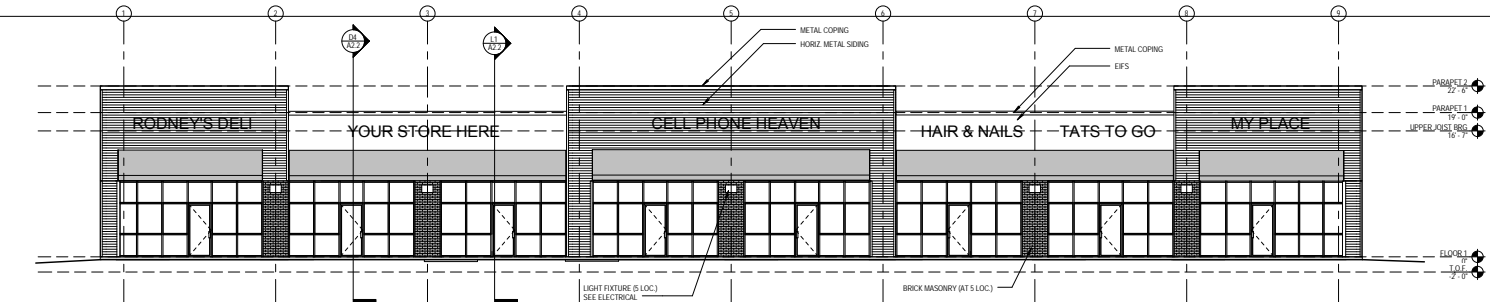 1 2 3 4 5 6 7 8 9
D4
A2.2
L1
A2.2
METAL COPING
HORIZ. METAL SIDING
METAL COPING
EIFS
PARAPET 2
22' - 6"
PARAPET 1
19' - 0"
UPPER JOIST BRG
16' - 7"
RODNEY'S DELI
YOUR STORE HERE
CELL PHONE HEAVEN
HAIR & NAILS
TATS TO GO
MY PLACE
FLOOR 1
0"
T.O.F.
-2' - 0"
LIGHT FIXTURE (5 LOC.)
SEE ELECTRICAL
BRICK MASONRY (AT 5 LOC.)